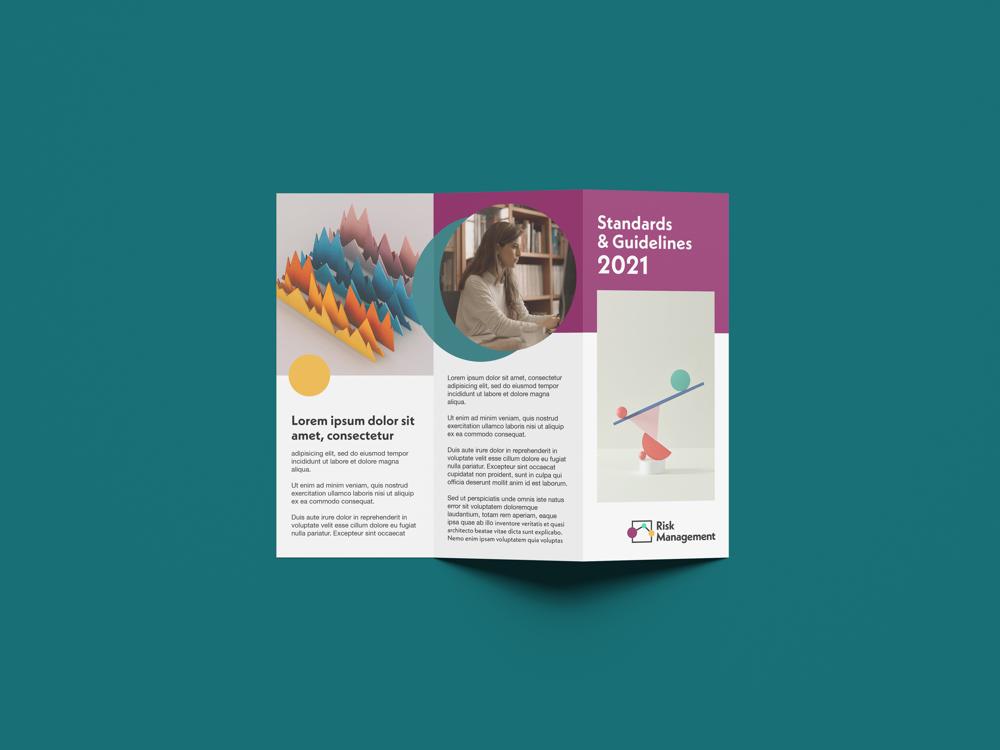 Lorem ipsum dolor sit
amet, consectetur
adipisicing elit, sed do eiusmod tempor
incididunt ut labore et dolore magna
aliqua.
Ut enim ad minim veniam, quis nostrud
exercitation ullamco laboris nisi ut aliquip
ex ea commodo consequat.
Duis aute irure dolor in reprehenderit in
voluptate velit esse cillum dolore eu fugiat
nulla pariatur. Excepteur sint occaecat
Lorem ipsum dolor sit amet, consectetur
adipisicing elit, sed do eiusmod tempor
incididunt ut labore et dolore magna
aliqua.
Ut enim ad minim veniam, quis nostrud
exercitation ullamco laboris nisi ut aliquip
ex ea commodo consequat.
Duis aute irure dolor in reprehenderit in
voluptate velit esse cillum dolore eu fugiat
nulla pariatur. Excepteur sint occaecat
cupidatat non proident, sunt in culpa qui
officia deserunt mollit anim id est laborum.
Sed ut perspiciatis unde omnis iste natus
error sit voluptatem doloremque
laudantium, totam rem aperiam, eaque
ipsa quae ab illo inventore veritatis et quasi
architecto beatae vitae dicta sunt explicabo.
Nemo enim ipsam voluptatem quia voluptas
Standards
& Guidelines
2021
Risk
Management